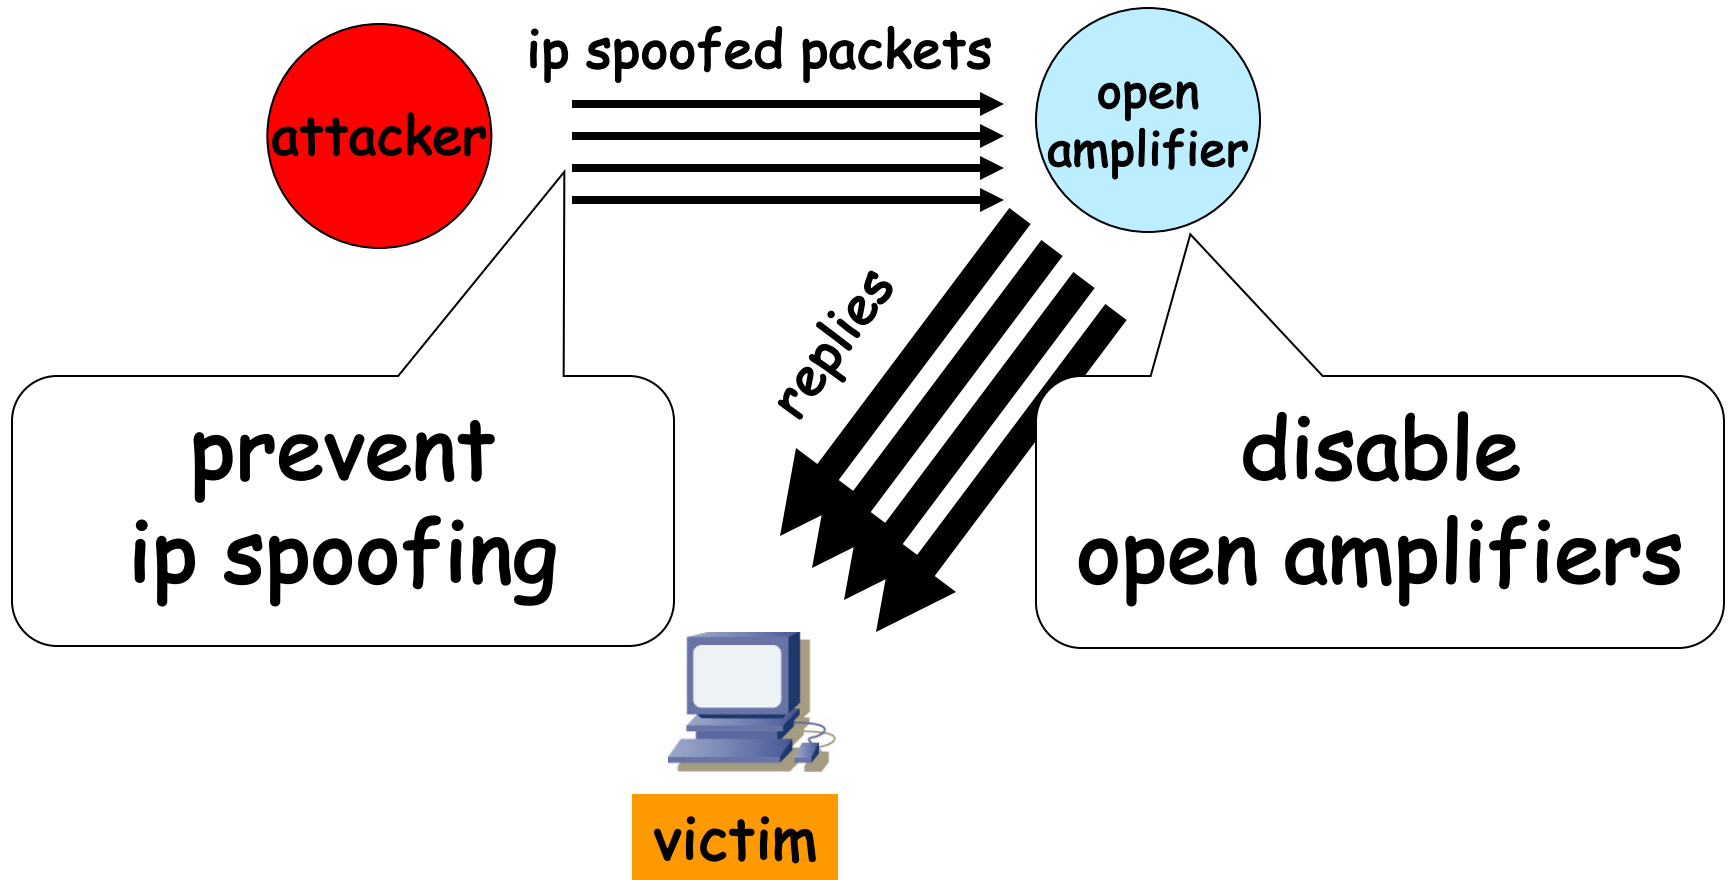 ip spoofed packets
attacker
open
amplifier
replies
prevent
ip spoofing
disable
open amplifiers
victim